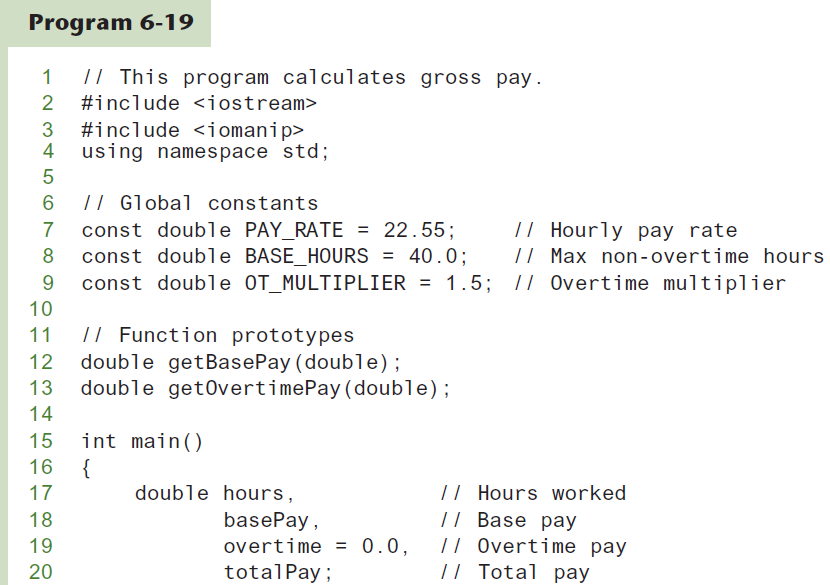 Program 6-19
1 // This program calculates gross pay.
2 #include <iostream>
3 #include <iomanip>
4 using namespace std;
5
6 // Global constants
7 const double PAY_RATE = 22.55; // Hourly pay rate
8 const double BASE_HOURS = 40.0; // Max non-overtime hours
9 const double OT_MULTIPLIER = 1.5; // Overtime multiplier
10
11 // Function prototypes
12 double getBasePay(double);
13 double getOvertimePay(double);
14
15 int main()
16 {
17 double hours, // Hours worked
18 basePay, // Base pay
19 overtime = 0.0, // Overtime pay
20 totalPay; // Total pay